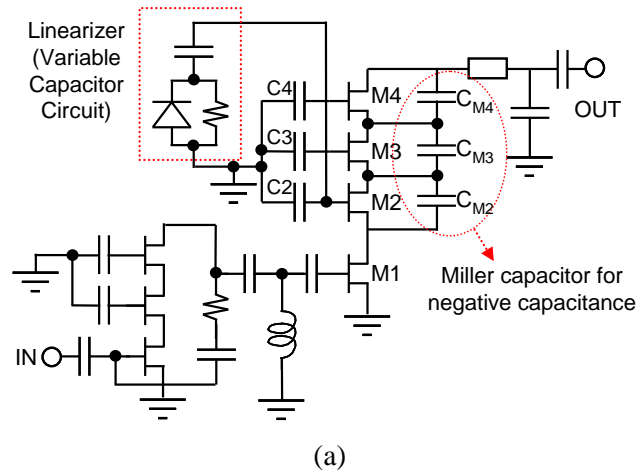 Linearizer
(Variable
Capacitor
Circuit)
C4
M4
C_M4
OUT
C3
M3
C_M3
C2
M2
C_M2
M1
Miller capacitor for
negative capacitance
IN
(a)